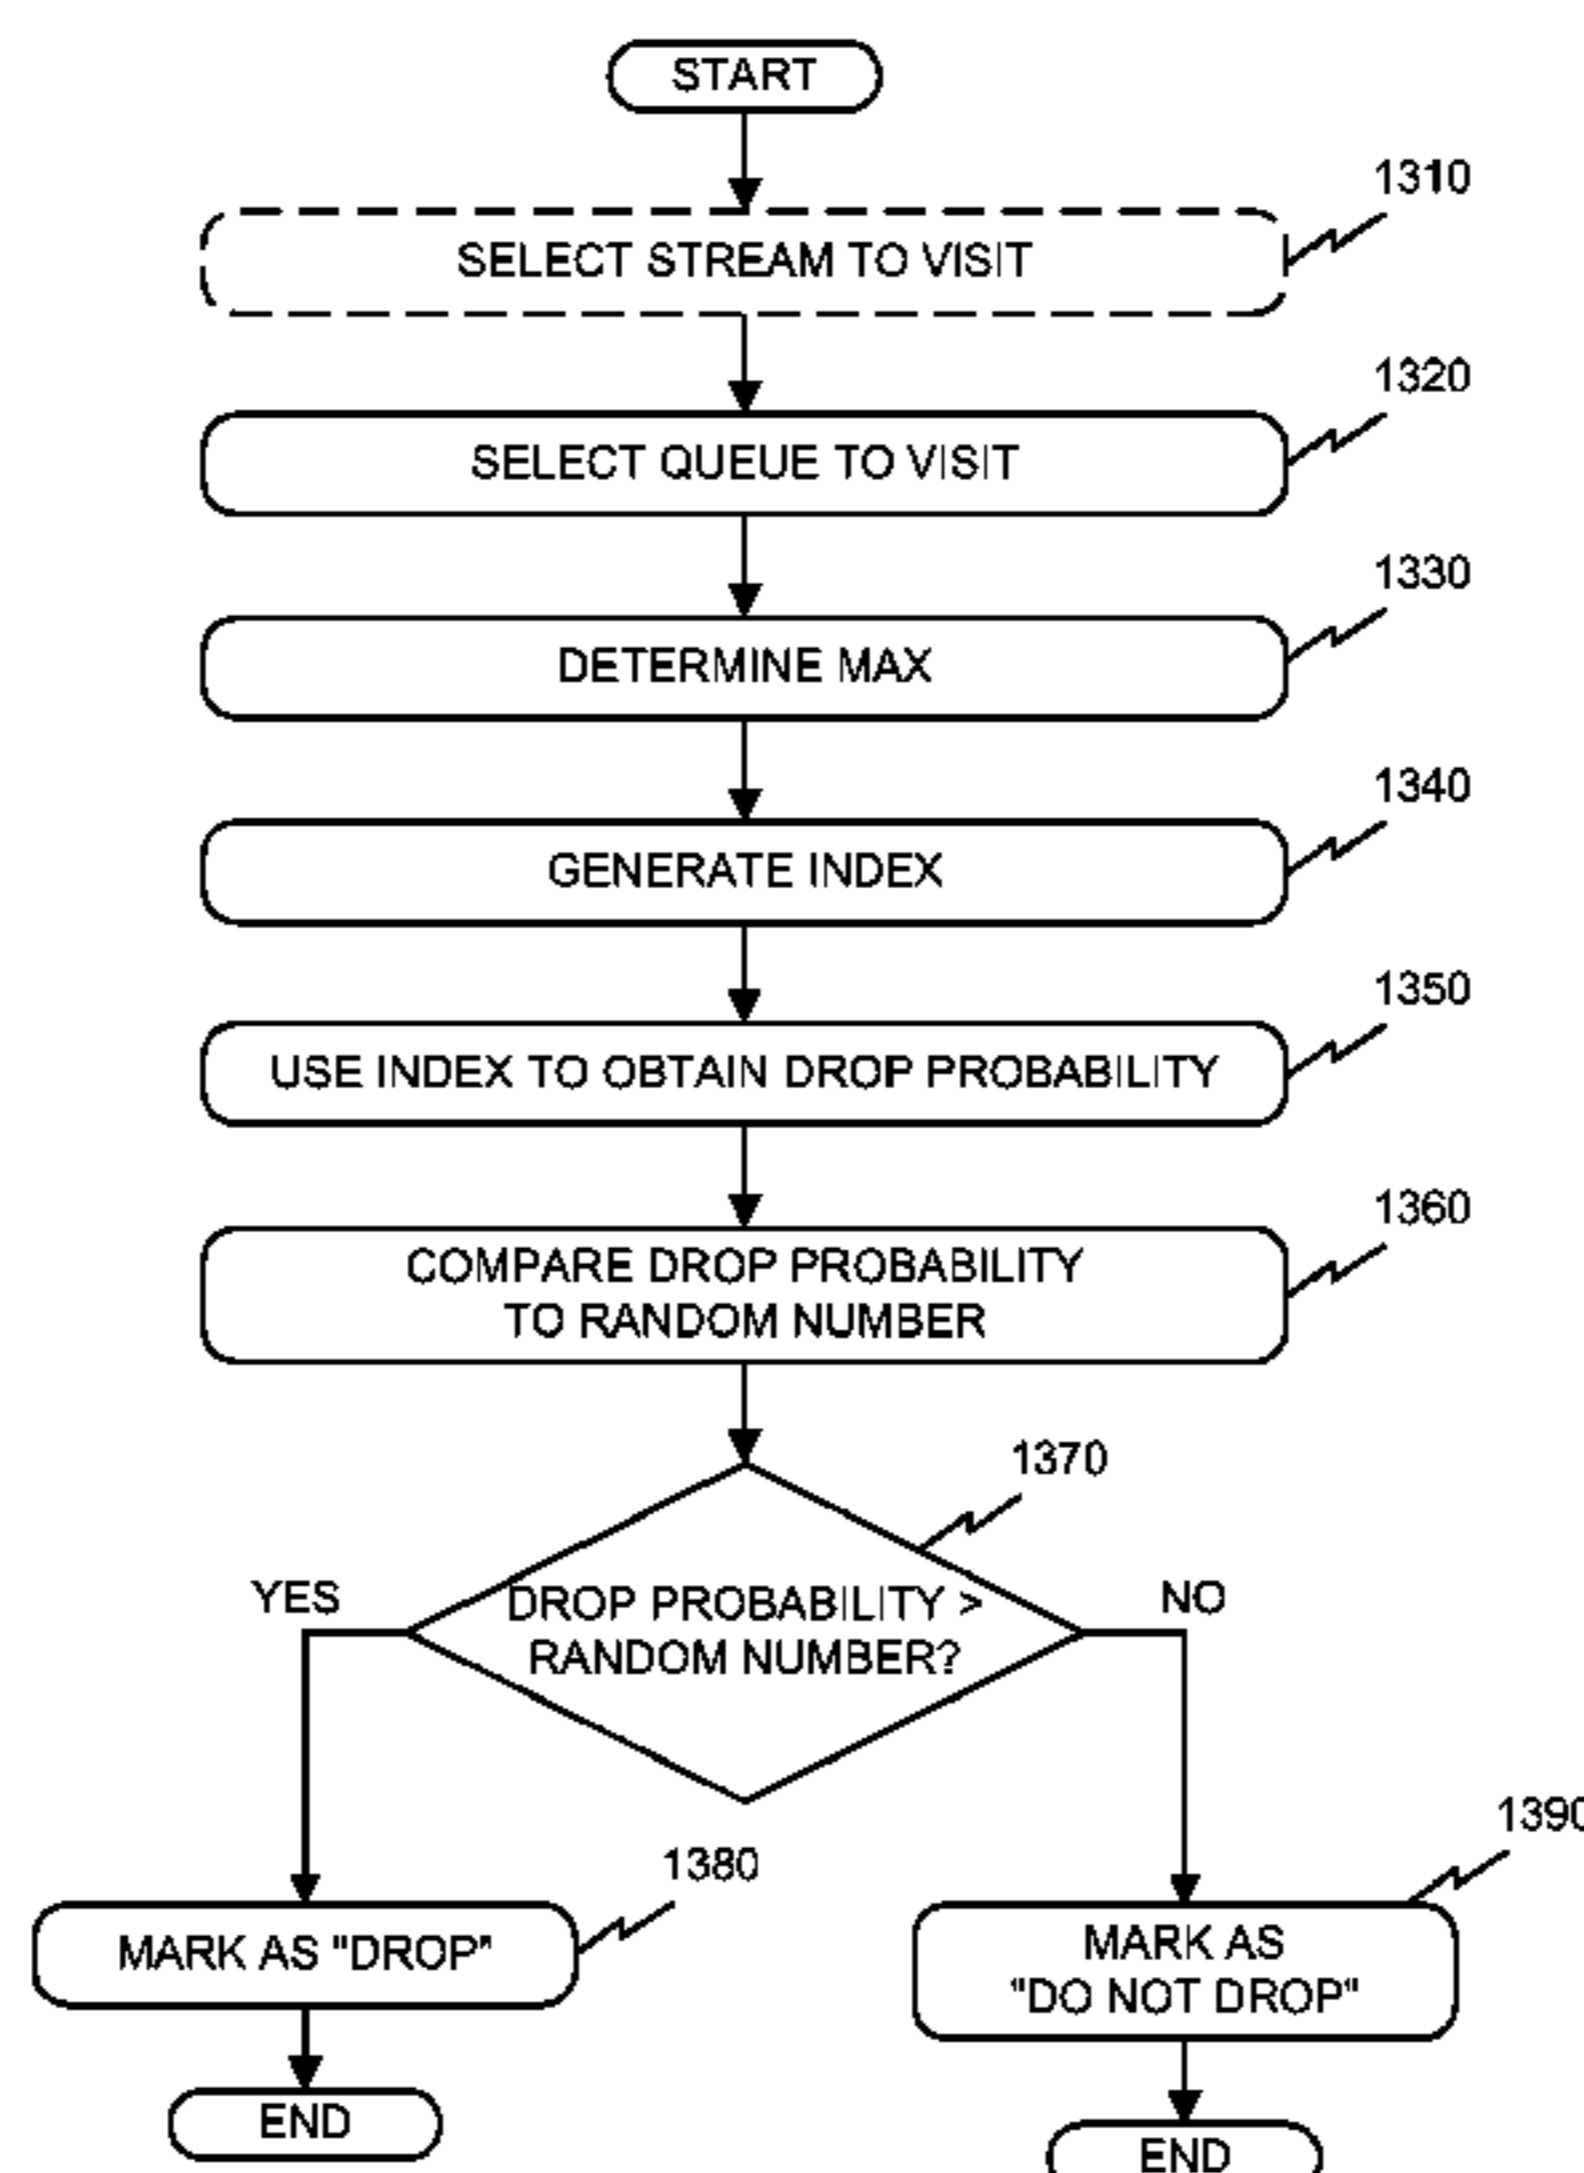 START
1310
SELECT STREAM TO VISIT
1320
SELECT QUEUE TO VISIT
1330
DETERMINE MAX
1340
GENERATE INDEX
1350
USE INDEX TO OBTAIN DROP PROBABILITY
1360
COMPARE DROP PROBABILITY
TO RANDOM NUMBER
1370
YES
DROP PROBABILITY >
RANDOM NUMBER?
NO
1380
MARK AS "DROP"
1390
MARK AS
"DO NOT DROP"
END
END